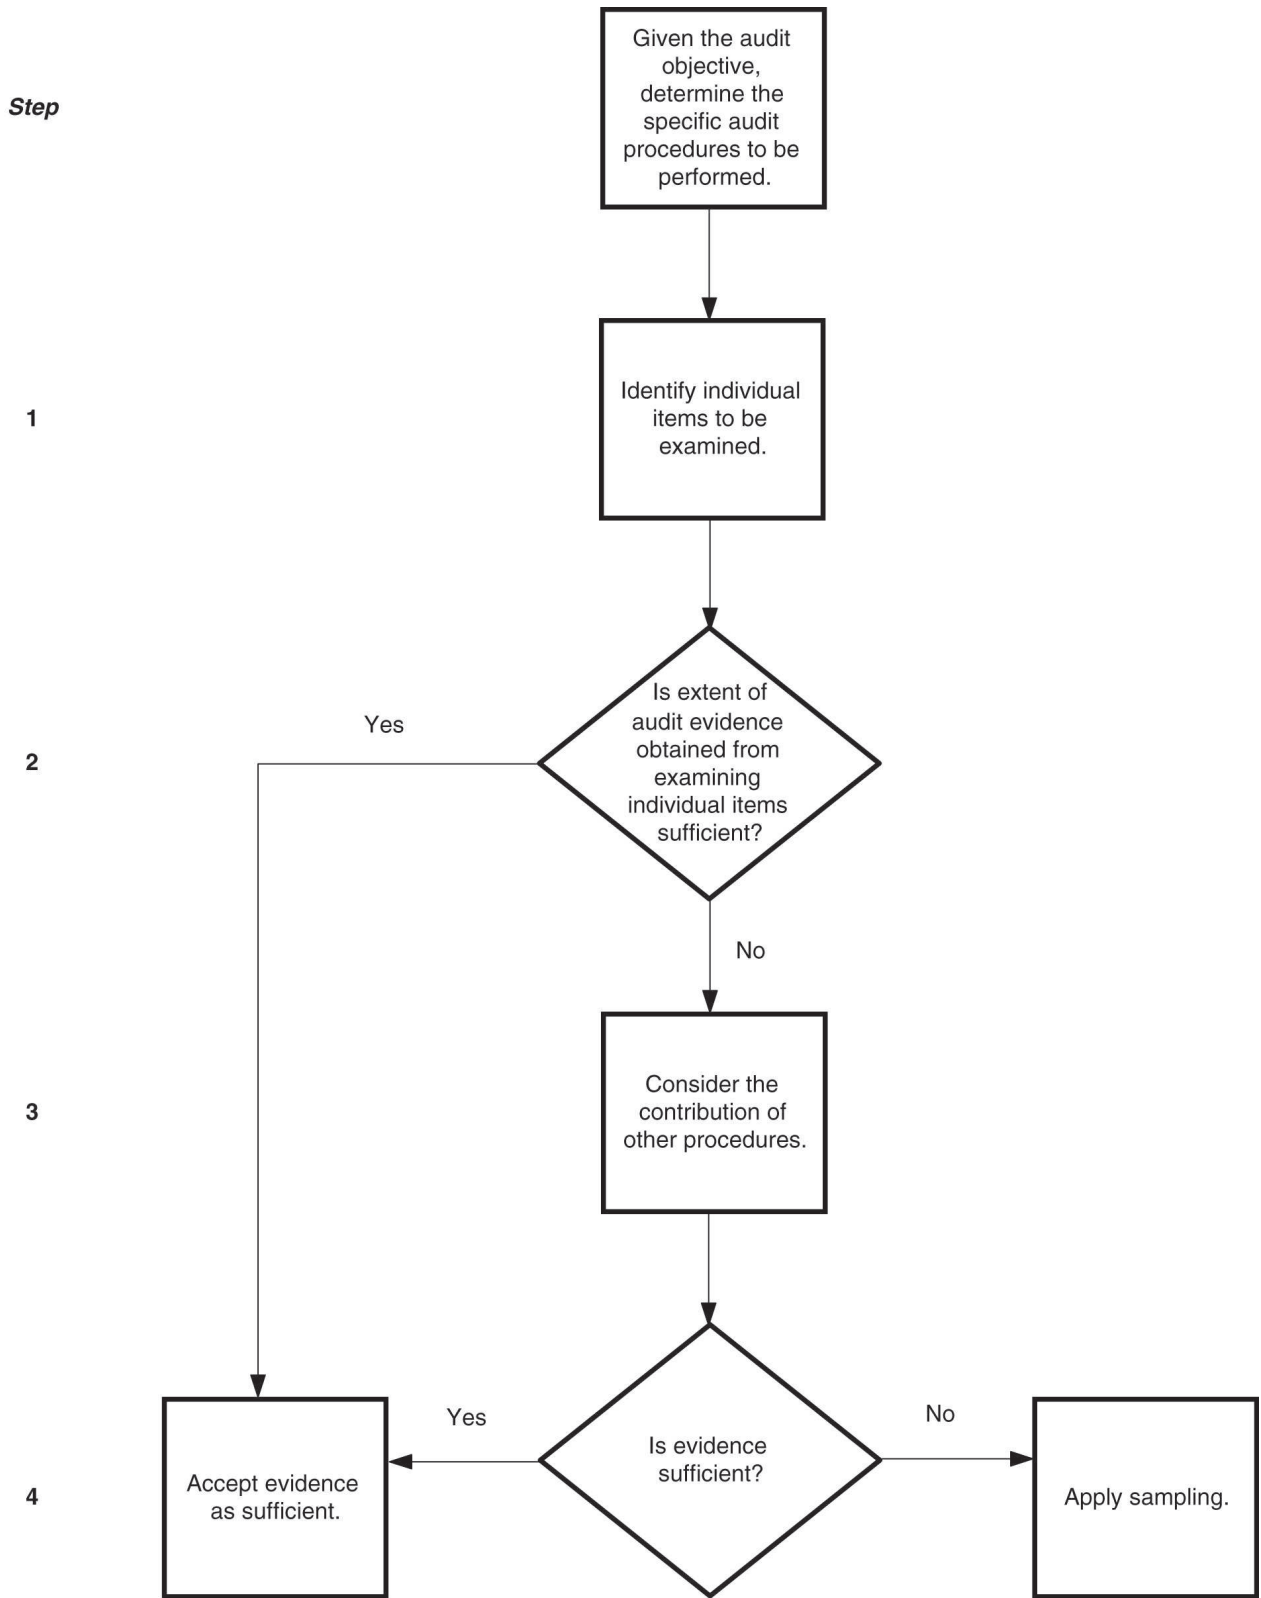 Step
Given the audit
objective,
determine the
specific audit
procedures to be
performed.
1
Identify individual
items to be
examined.
2
Yes
Is extent of
audit evidence
obtained from
examining
individual items
sufficient?
No
3
Consider the
contribution of
other procedures.
4
Accept evidence
as sufficient.
Yes
Is evidence
sufficient?
No
Apply sampling.